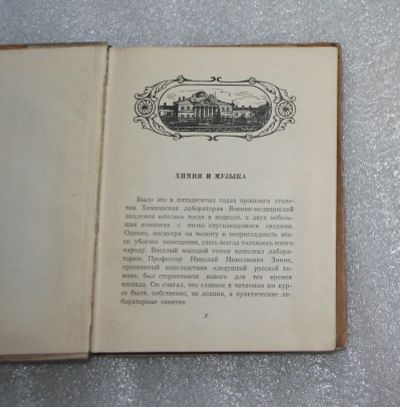 ХИМИЯ И МУЗЫКА
Было это в пятидесятых годах прошлого столе-
тия. Химическая лаборатория Военно-медицинской
академии ютилась тогда в подвале, в двух неболь-
ших комнатах с низко спускающимися сводами.
Однако, несмотря на тесноту и неприглядность это-
го убогого помещения, здесь всегда толпилось много
народу. Веселый молодой гомон наполнял лабора-
торию. Профессор Николай Николаевич Зинин,
прозванный впоследствии «дедушкой русской хи-
мии», был сторонником нового для тех времен
взгляда. Он считал, что главное в читаемом им кур-
се были, собственно, не лекции, а практические ла-
бораторные занятия.